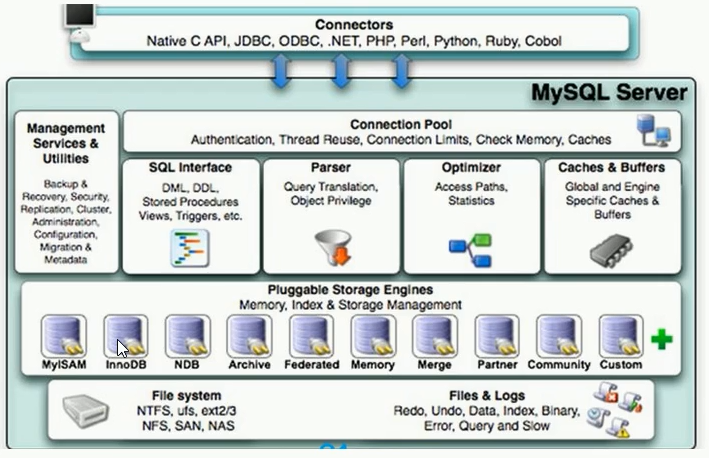 Connectors
Native C API, JDBC, ODBC, .NET, PHP, Perl, Python, Ruby, Cobol
MySQL Server
Management
Services &
Utilities
Backup &
Recovery, Security,
Replication, Cluster,
Administration,
Configuration,
Migration &
Metadata
Connection Pool
Authentication, Thread Reuse, Connection Limits, Check Memory, Caches
SQL Interface
DML, DDL,
Stored Procedures
Views, Triggers, etc.
Parser
Query Translation,
Object Privilege
Optimizer
Access Paths,
Statistics
Caches & Buffers
Global and Engine
Specific Caches &
Buffers
Pluggable Storage Engines
Memory, Index & Storage Management
MyISAM
InnoDB
NDB
Archive
Federated
Memory
Merge
Partner
Community
Custom
File system
NTFS, ufs, ext2/3
NFS, SAN, NAS
Files & Logs
Redo, Undo, Data, Index, Binary,
Error, Query and Slow